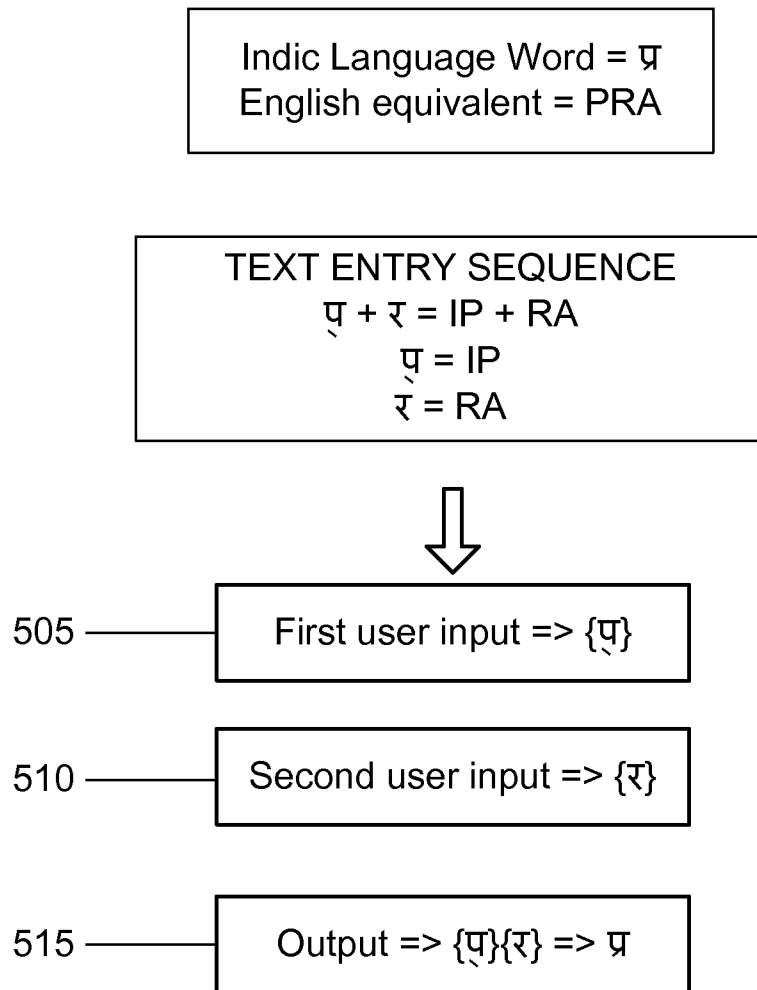 Indic Language Word = प्र
English equivalent = PRA
TEXT ENTRY SEQUENCE
प् + र = IP + RA
प् = IP
र = RA
505 First user input => {प्}
510 Second user input => {र}
515 Output => {प्}{र} => प्र